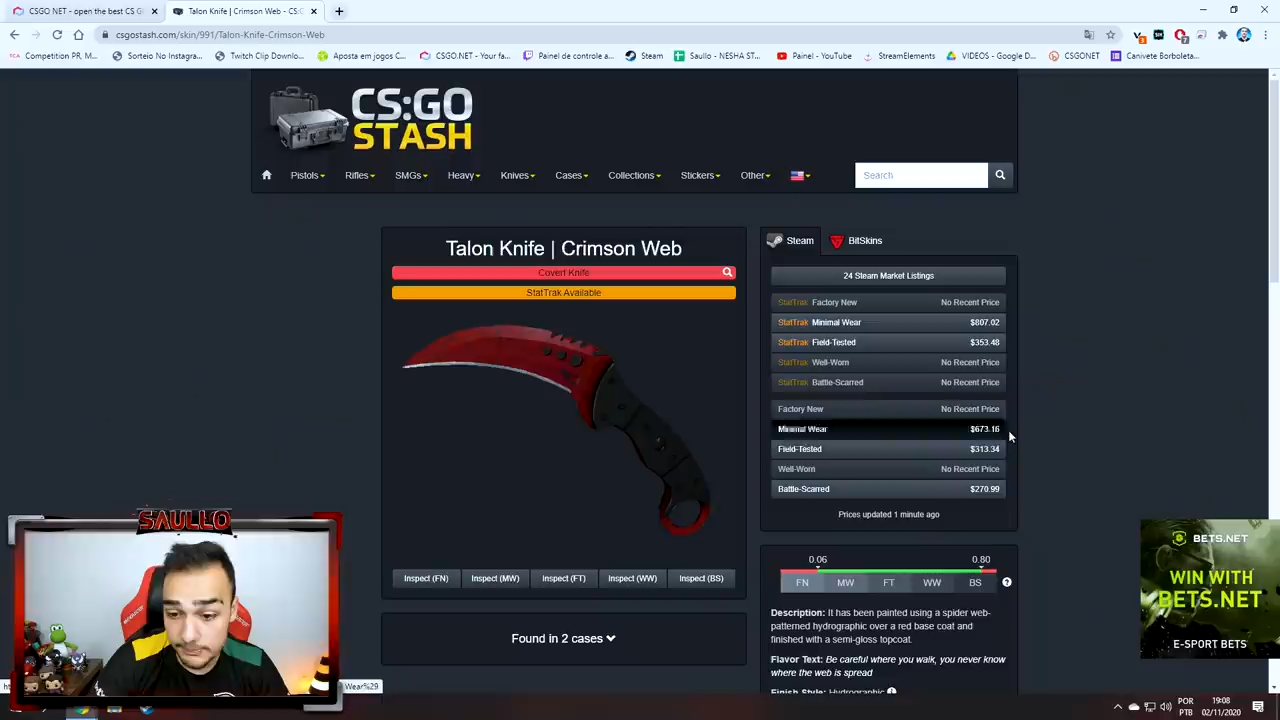 CSGO.NET - open the best CS G
Talon Knife | Crimson Web - CS:G
csgostash.com/skin/991/Talon-Knife-Crimson-Web
Competition PR, M...
Sorteio No Instagra...
Twitch Clip Downlo...
Aposta em jogos C...
CSGO.NET - Your fa...
Painel de controle a...
Steam
Saullo - NESHA ST...
Painel - YouTube
StreamElements
VIDEOS - Google D...
CSGONET
Canivete Borboleta...
CS:GO
STASH
Pistols
Rifles
SMGs
Heavy
Knives
Cases
Collections
Stickers
Other
Search
Talon Knife | Crimson Web
Covert Knife
StatTrak Available
Inspect (FN)
Inspect (MW)
Inspect (FT)
Inspect (WW)
Inspect (BS)
Found in 2 cases
Steam
BitSkins
24 Steam Market Listings
StatTrak Factory New No Recent Price
StatTrak Minimal Wear $807.02
StatTrak Field-Tested $353.48
StatTrak Well-Worn No Recent Price
StatTrak Battle-Scarred No Recent Price
Factory New No Recent Price
Minimal Wear $673.16
Field-Tested $313.34
Well-Worn No Recent Price
Battle-Scarred $270.99
Prices updated 1 minute ago
0.06 0.80
FN MW FT WW BS
Description: It has been painted using a spider web-
patterned hydrographic over a red base coat and
finished with a semi-gloss topcoat.
Flavor Text: Be careful where you walk, you never know
where the web is spread
Finish Style: Hydrographic
SAULLO
Wear%29
BETS.NET
WIN WITH
BETS.NET
E-SPORT BETS
POR
PTB
19:08
02/11/2020